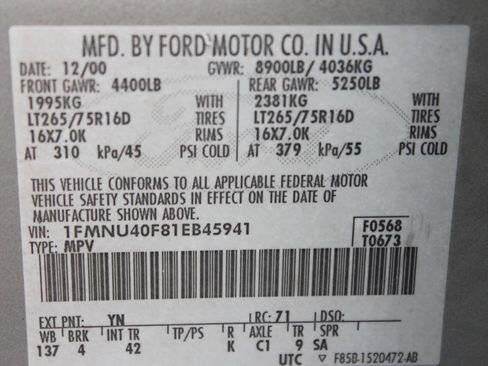 MFD. BY FORD MOTOR CO. IN U.S.A.
DATE: 12/00 GVWR: 8900LB/ 4036KG
FRONT GAWR: 4400LB REAR GAWR: 5250LB
1995KG WITH 2381KG WITH
LT265/75R16D TIRES LT265/75R16D TIRES
16X7.0K RIMS 16X7.0K RIMS
AT 310 kPa/45 PSI COLD AT 379 kPa/55 PSI COLD
THIS VEHICLE CONFORMS TO ALL APPLICABLE FEDERAL MOTOR
VEHICLE SAFETY STANDARDS IN EFFECT ON THE DATE OF
MANUFACTURE SHOWN ABOVE.
VIN: 1FMNU40F81EB45941 F0568
TYPE: MPV T0673
EXT PNT: YN RC: 71 DSO:
WB BRK INT TR TP/PS R AXLE TR SPR
137 4 42 K C1 9 SA
UTC F85B-1520472-AB